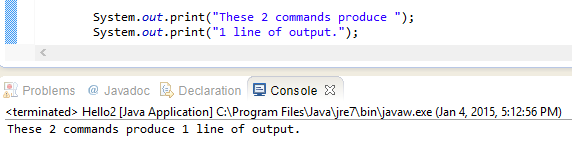 System.out.print("These 2 commands produce ");
System.out.print("1 line of output.");
Problems @ Javadoc Declaration Console
<terminated> Hello2 [Java Application] C:\Program Files\Java\jre7\bin\javaw.exe (Jan 4, 2015, 5:12:56 PM)
These 2 commands produce 1 line of output.